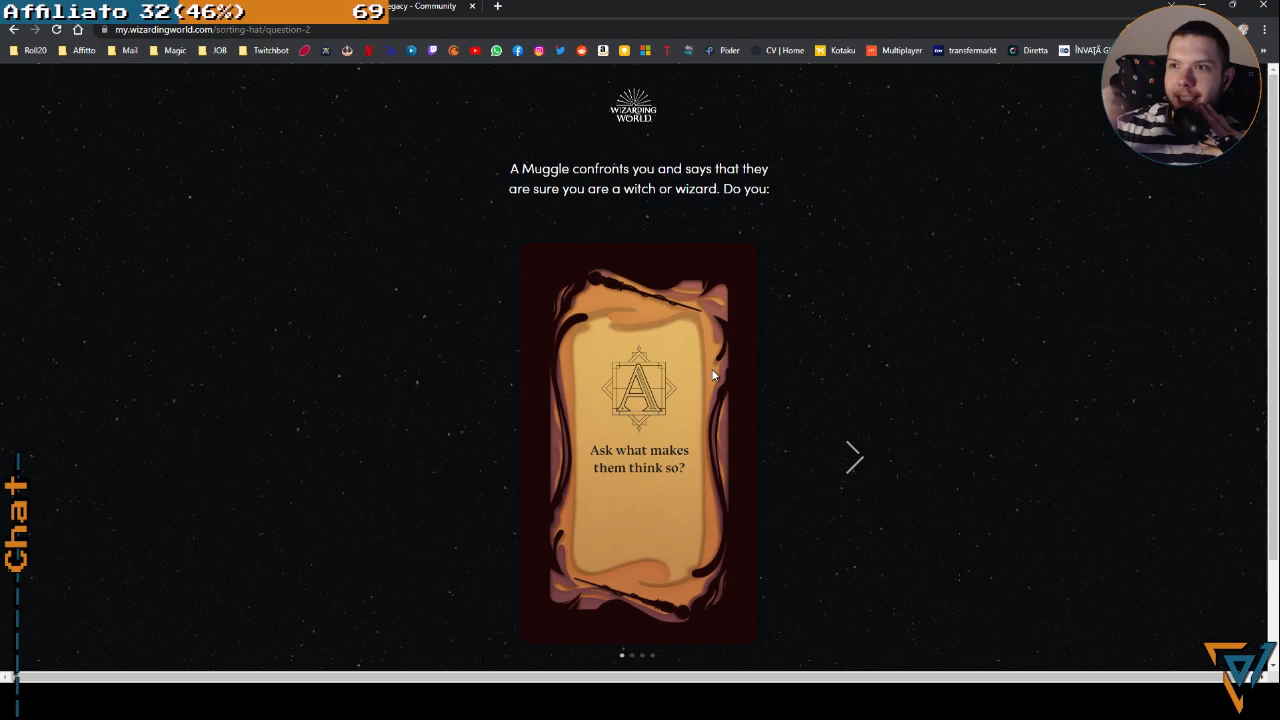 Affiliato 32(46%) 69
egacy - Community
my.wizardingworld.com/sorting-hat/question-2
Roll20 Affitto Mail Magic JOB Twitchbot Pixler CV | Home Kotaku Multiplayer transfermarkt Diretta ÎNVAŢĂ
WIZARDING
WORLD
A Muggle confronts you and says that they
are sure you are a witch or wizard. Do you:
A
Ask what makes
them think so?
Chat